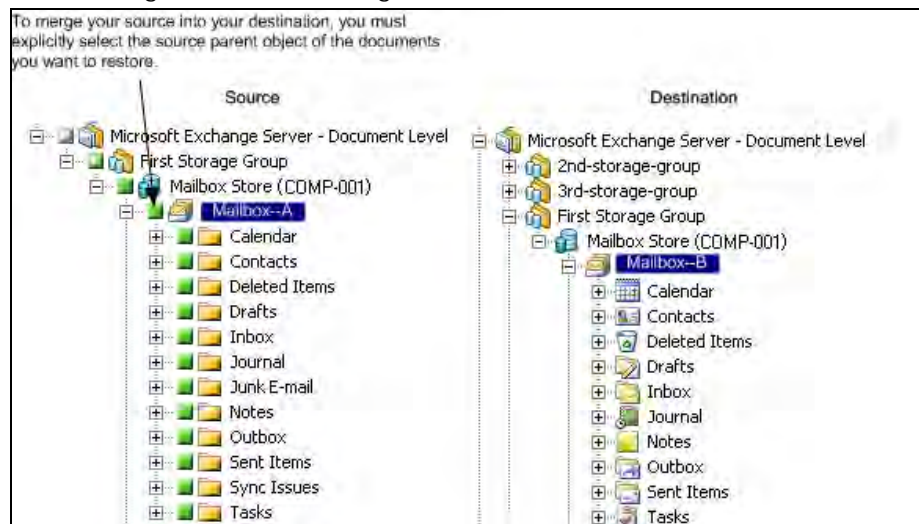 To merge your source into your destination, you must
explicitly select the source parent object of the documents
you want to restore.
Source
Microsoft Exchange Server - Document Level
First Storage Group
Mailbox Store (COMP-001)
Mailbox--A
Calendar
Contacts
Deleted Items
Drafts
Inbox
Journal
Junk E-mail
Notes
Outbox
Sent Items
Sync Issues
Tasks
Destination
Microsoft Exchange Server - Document Level
2nd-storage-group
3rd-storage-group
First Storage Group
Mailbox Store (COMP-001)
Mailbox--B
Calendar
Contacts
Deleted Items
Drafts
Inbox
Journal
Notes
Outbox
Sent Items
Tasks